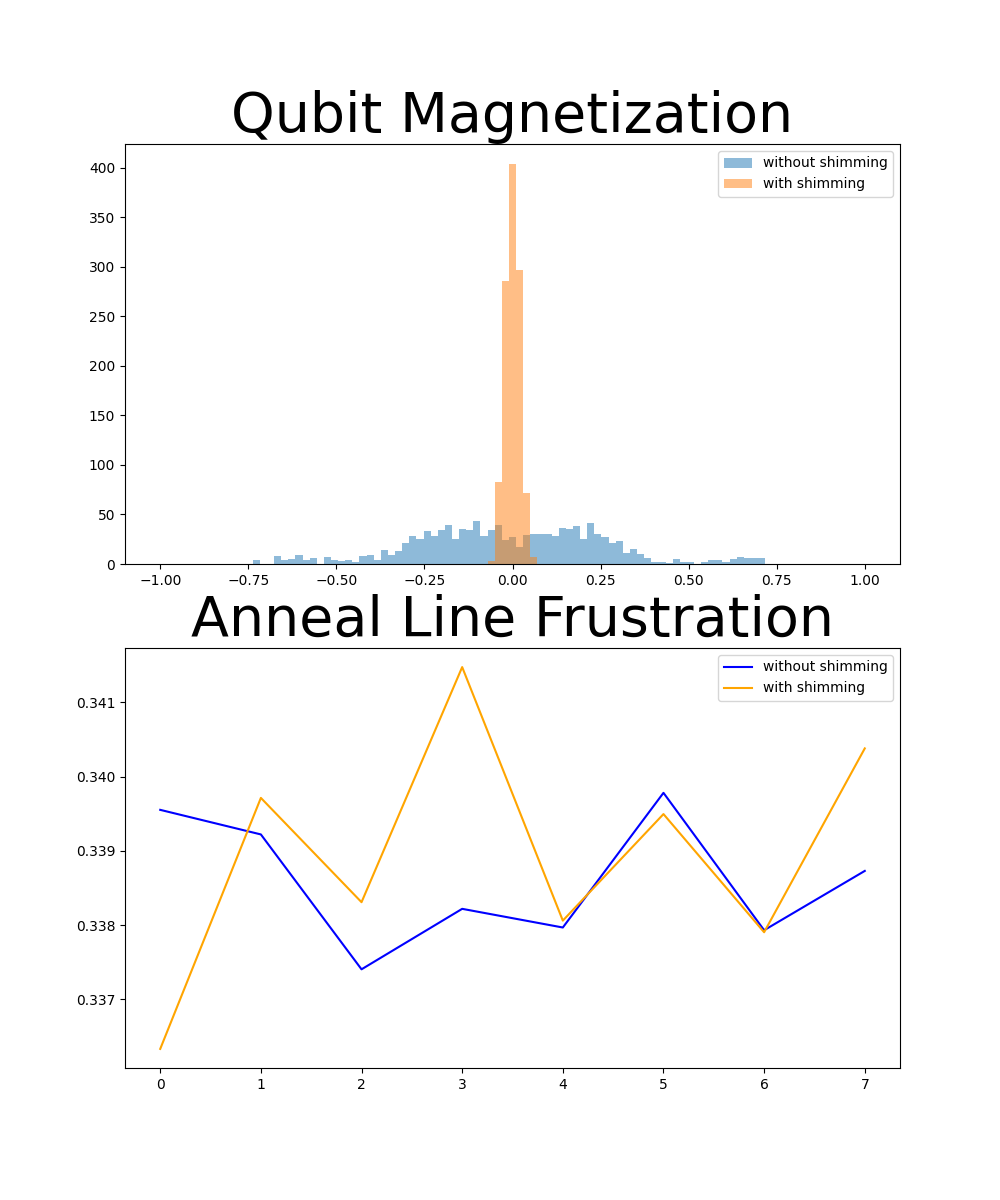 Qubit Magnetization
without shimming
with shimming
400
350
300
250
200
150
100
50
0
−1.00 −0.75 −0.50 −0.25 0.00 0.25 0.50 0.75 1.00
Anneal Line Frustration
without shimming
with shimming
0.341
0.340
0.339
0.338
0.337
0 1 2 3 4 5 6 7